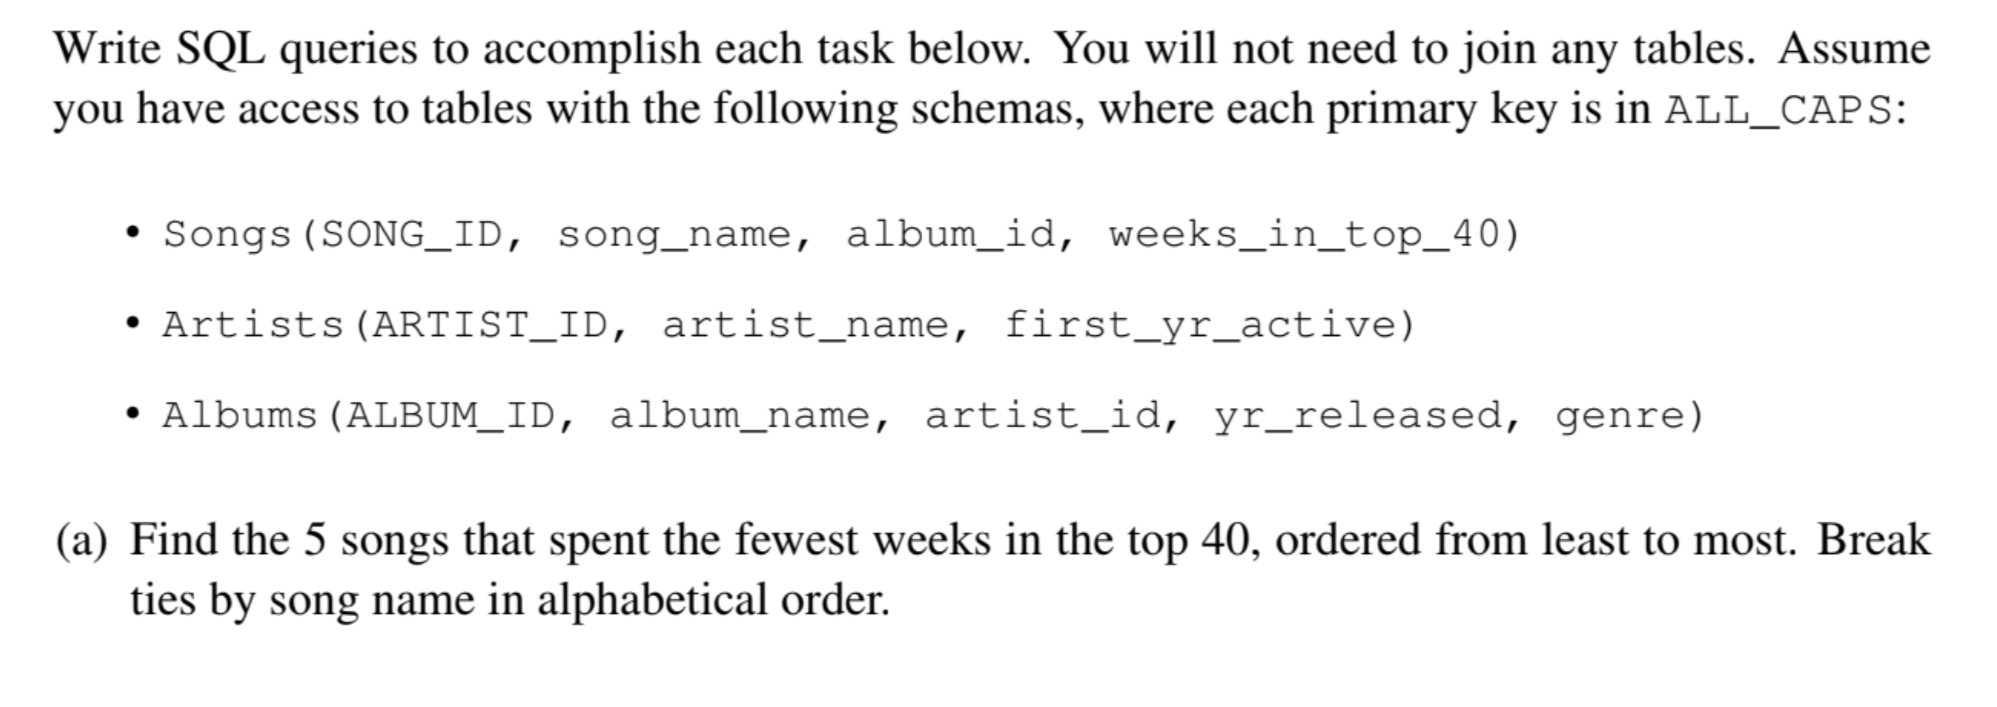 Write SQL queries to accomplish each task below. You will not need to join any tables. Assume
you have access to tables with the following schemas, where each primary key is in ALL_CAPS:
• Songs(SONG_ID, song_name, album_id, weeks_in_top_40)
• Artists(ARTIST_ID, artist_name, first_yr_active)
• Albums(ALBUM_ID, album_name, artist_id, yr_released, genre)
(a) Find the 5 songs that spent the fewest weeks in the top 40, ordered from least to most. Break
ties by song name in alphabetical order.